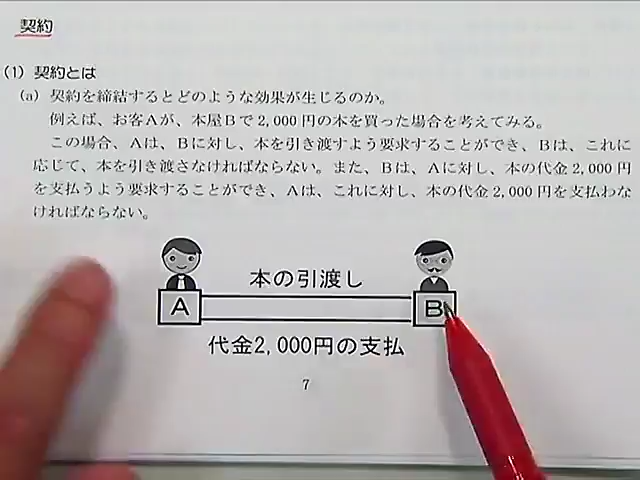 契約
(1) 契約とは
(a) 契約を締結するとどのような効果が生じるのか。
例えば、お客Aが、本屋Bで2,000円の本を買った場合を考えてみる。
この場合、Aは、Bに対し、本を引き渡すよう要求することができ、Bは、これに
応じて、本を引き渡さなければならない。また、Bは、Aに対し、本の代金2,000円
を支払うよう要求することができ、Aは、これに対し、本の代金2,000円を支払わな
ければならない。
本の引渡し
A
B
代金2,000円の支払
7